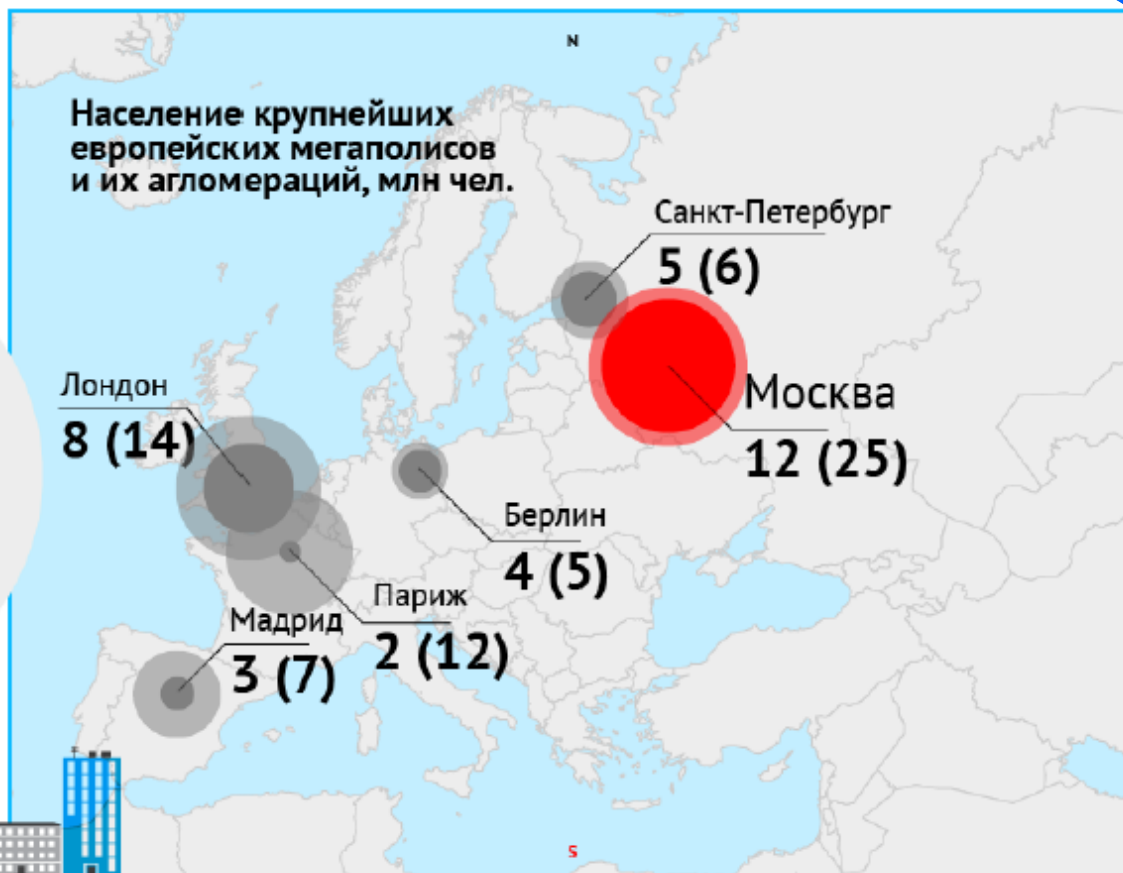 N
Население крупнейших
европейских мегаполисов
и их агломераций, млн чел.
Санкт-Петербург
5 (6)
Москва
12 (25)
Лондон
8 (14)
Берлин
4 (5)
Париж
2 (12)
Мадрид
3 (7)
S